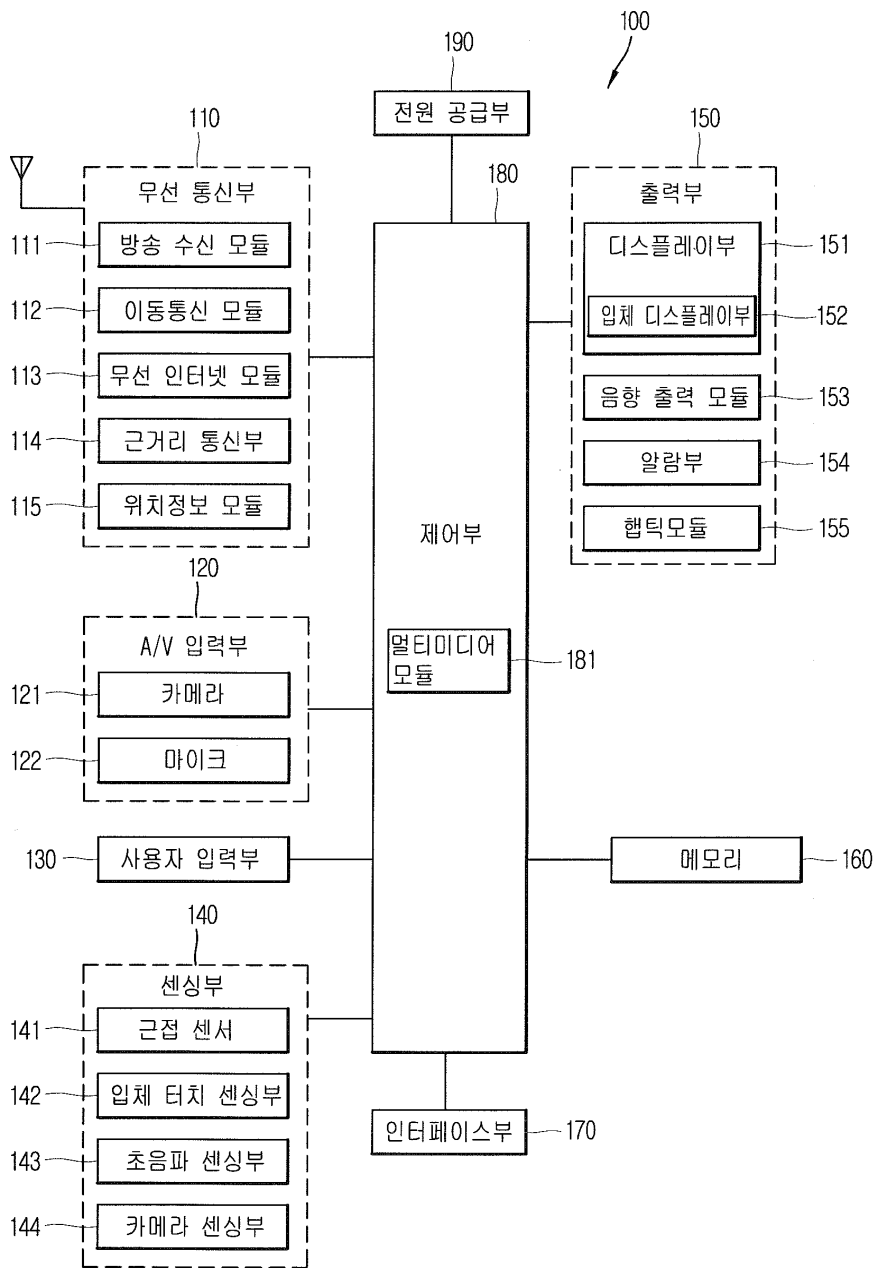 100
190
전원 공급부
110
무선 통신부
111
방송 수신 모듈
112
이동통신 모듈
113
무선 인터넷 모듈
114
근거리 통신부
115
위치정보 모듈
120
A/V 입력부
121
카메라
122
마이크
130
사용자 입력부
140
센싱부
141
근접 센서
142
입체 터치 센싱부
143
초음파 센싱부
144
카메라 센싱부
180
제어부
멀티미디어
모듈
181
인터페이스부
170
150
출력부
디스플레이부
151
입체 디스플레이부
152
음향 출력 모듈
153
알람부
154
햅틱모듈
155
메모리
160